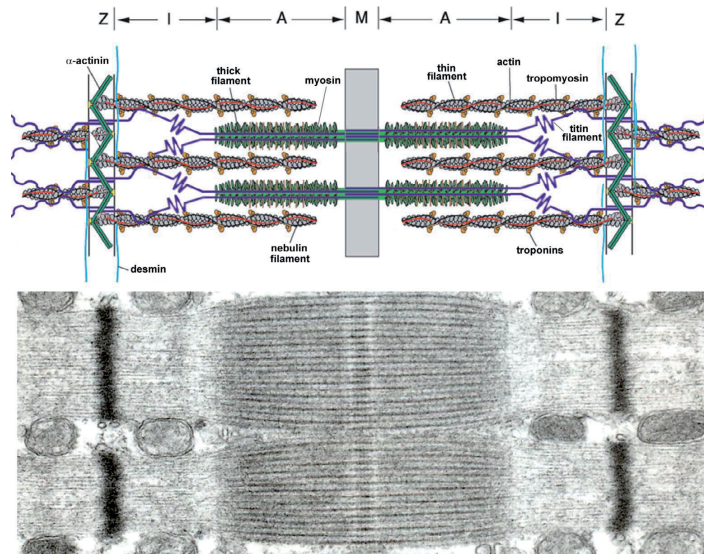 Z I A M A I Z
α-actinin
thick
filament
myosin
thin
filament
actin
tropomyosin
titin
filament
nebulin
filament
troponins
desmin